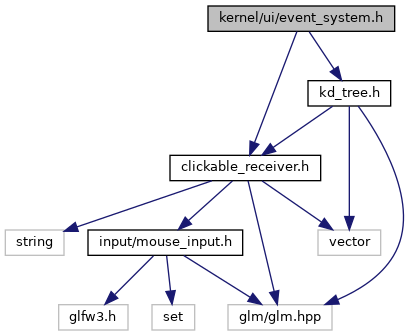 kernel/ui/event_system.h
kd_tree.h
clickable_receiver.h
string
input/mouse_input.h
vector
glfw3.h
set
glm/glm.hpp